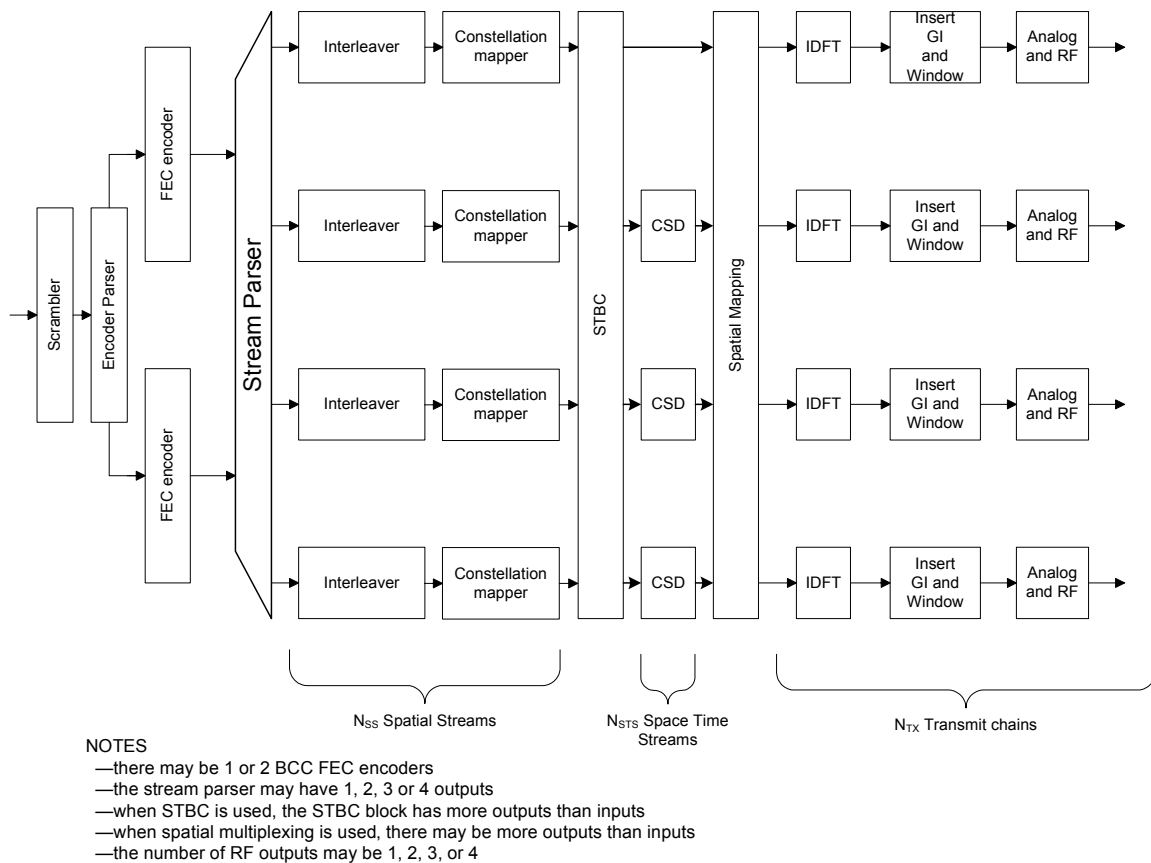 Scrambler
Encoder Parser
FEC encoder
FEC encoder
Stream Parser
Interleaver
Constellation
mapper
STBC
Spatial Mapping
IDFT
Insert
GI
and
Window
Analog
and RF
Interleaver
Constellation
mapper
CSD
IDFT
Insert
GI and
Window
Analog
and RF
Interleaver
Constellation
mapper
CSD
IDFT
Insert
GI and
Window
Analog
and RF
Interleaver
Constellation
mapper
CSD
IDFT
Insert
GI and
Window
Analog
and RF
NSS Spatial Streams
NSTS Space Time
Streams
NTX Transmit chains
NOTES
—there may be 1 or 2 BCC FEC encoders
—the stream parser may have 1, 2, 3 or 4 outputs
—when STBC is used, the STBC block has more outputs than inputs
—when spatial multiplexing is used, there may be more outputs than inputs
—the number of RF outputs may be 1, 2, 3, or 4